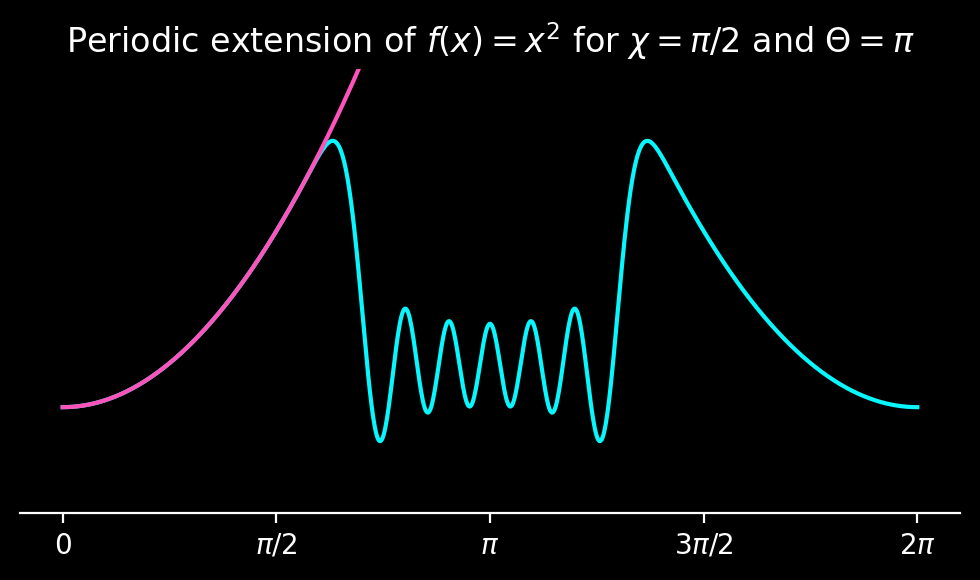 Periodic extension of f(x) = x² for χ = π/2 and Θ = π
0 π/2 π 3π/2 2π